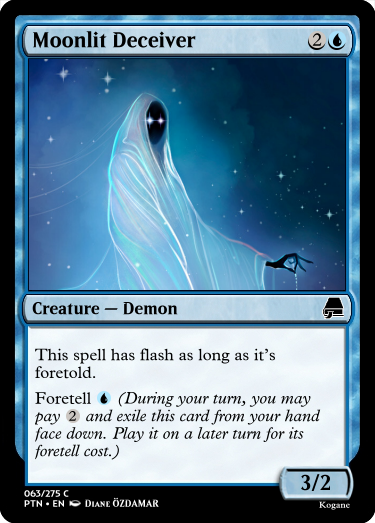 Moonlit Deceiver 2
Creature — Demon
This spell has flash as long as it's
foretold.
Foretell (During your turn, you may
pay 2 and exile this card from your hand
face down. Play it on a later turn for its
foretell cost.)
3/2
063/275 C
PTN • EN Diane ÖZDAMAR
Kogane